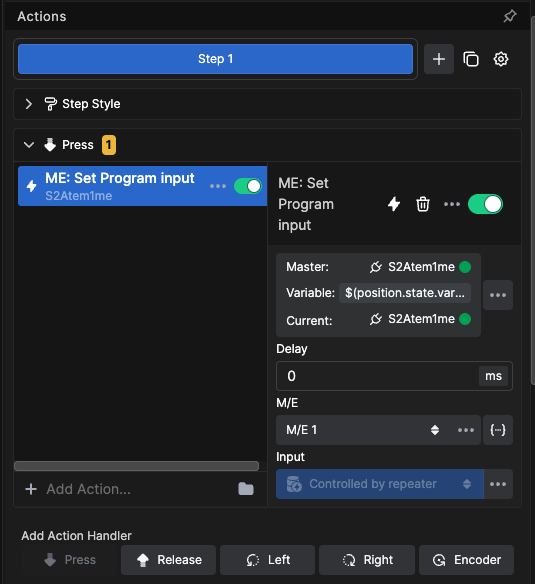 Actions
Step 1
Step Style
Press 1
ME: Set Program input
S2Atem1me
ME: Set
Program
input
Master: S2Atem1me
Variable: $(position.state.var...
Current: S2Atem1me
Delay
0 ms
M/E
M/E 1
Input
Controlled by repeater
Add Action...
Add Action Handler
Press Release Left Right Encoder